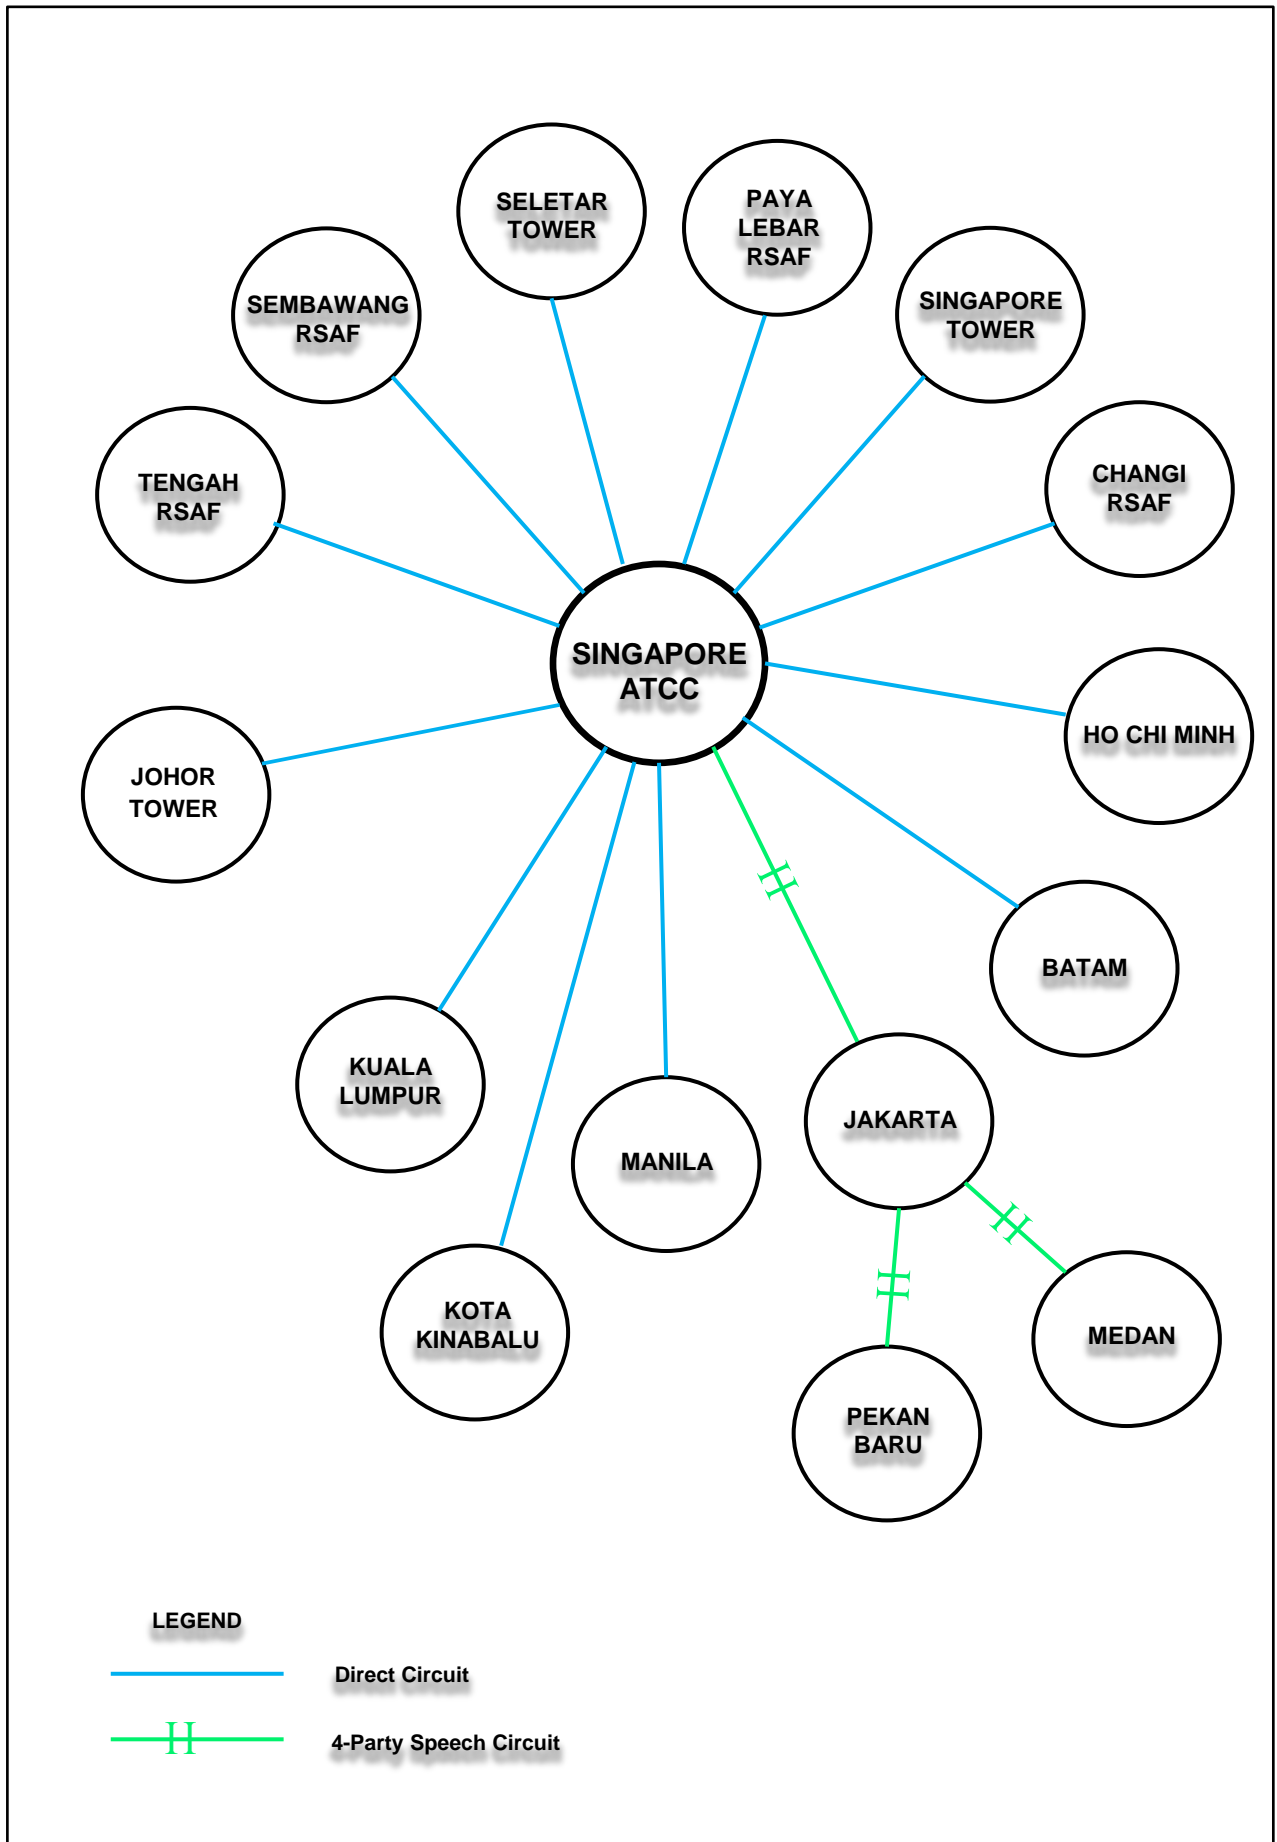 SELETAR
TOWER
PAYA
LEBAR
RSAF
SEMBAWANG
RSAF
SINGAPORE
TOWER
TENGAH
RSAF
CHANGI
RSAF
SINGAPORE
ATCC
HO CHI MINH
JOHOR
TOWER
BATAM
KUALA
LUMPUR
JAKARTA
MANILA
KOTA
KINABALU
MEDAN
PEKAN
BARU
LEGEND
Direct Circuit
4-Party Speech Circuit